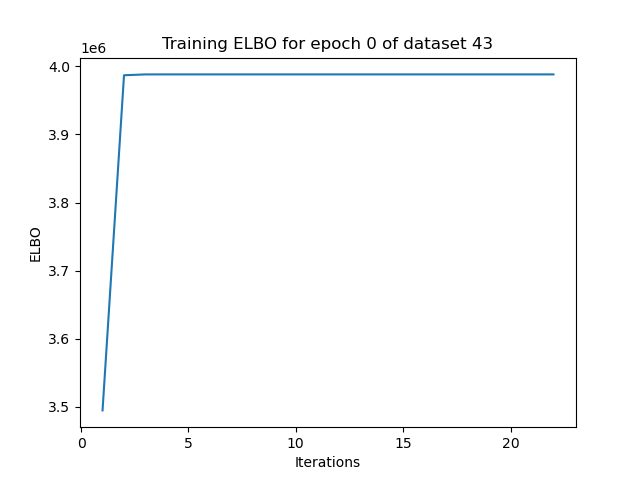 Training ELBO for epoch 0 of dataset 43
1e6
4.0
3.9
3.8
3.7
3.6
3.5
ELBO
0 5 10 15 20
Iterations